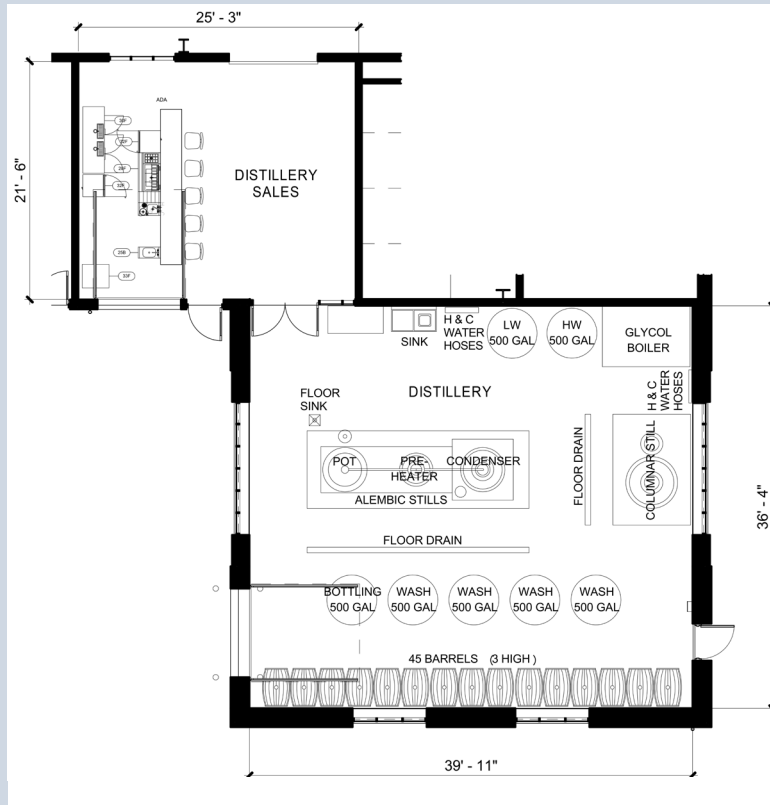 25' - 3"
21' - 6"
ADA
DISTILLERY
SALES
H & C
WATER
HOSES
SINK
LW
500 GAL
HW
500 GAL
GLYCOL
BOILER
H & C
WATER
HOSES
DISTILLERY
FLOOR
SINK
POT
PRE-
HEATER
CONDENSER
ALEMBIC STILLS
FLOOR DRAIN
COLUMNAR STILL
36' - 4"
FLOOR DRAIN
BOTTLING
500 GAL
WASH
500 GAL
WASH
500 GAL
WASH
500 GAL
WASH
500 GAL
45 BARRELS (3 HIGH )
39' - 11"